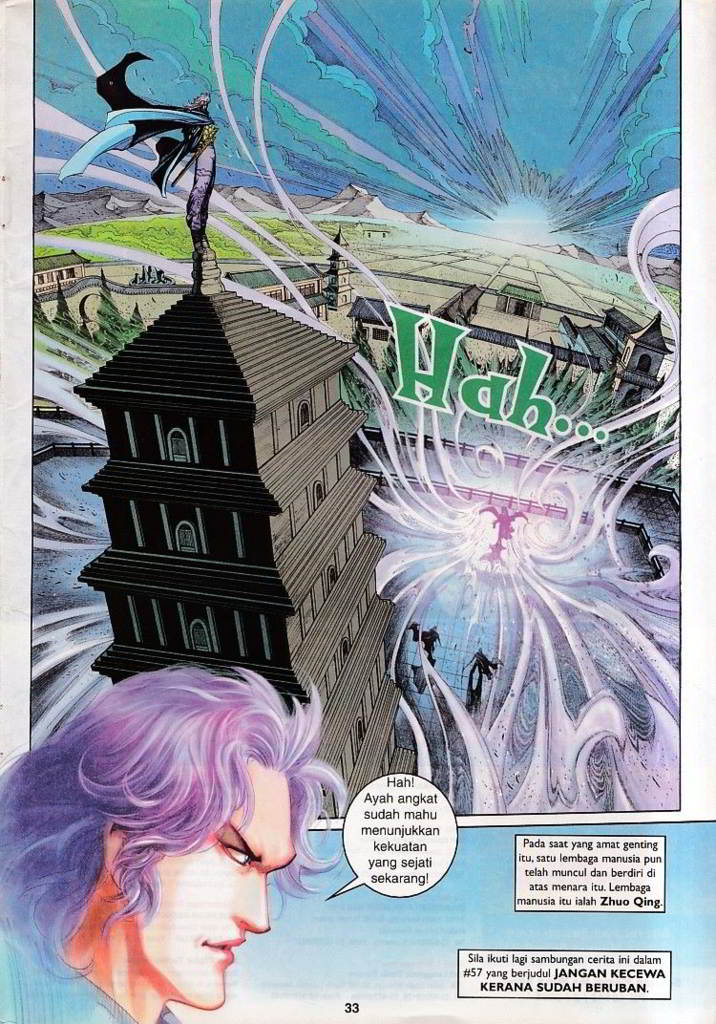 Hah...
Hah!
Ayah angkat
sudah mahu
menunjukkan
kekuatan
yang sejati
sekarang!
Pada saat yang amat genting
itu, satu lembaga manusia pun
telah muncul dan berdiri di
atas menara itu. Lembaga
manusia itu ialah Zhuo Qing.
Sila ikuti lagi sambungan cerita ini dalam
#57 yang berjudul JANGAN KECEWA
KERANA SUDAH BERUBAN.
33